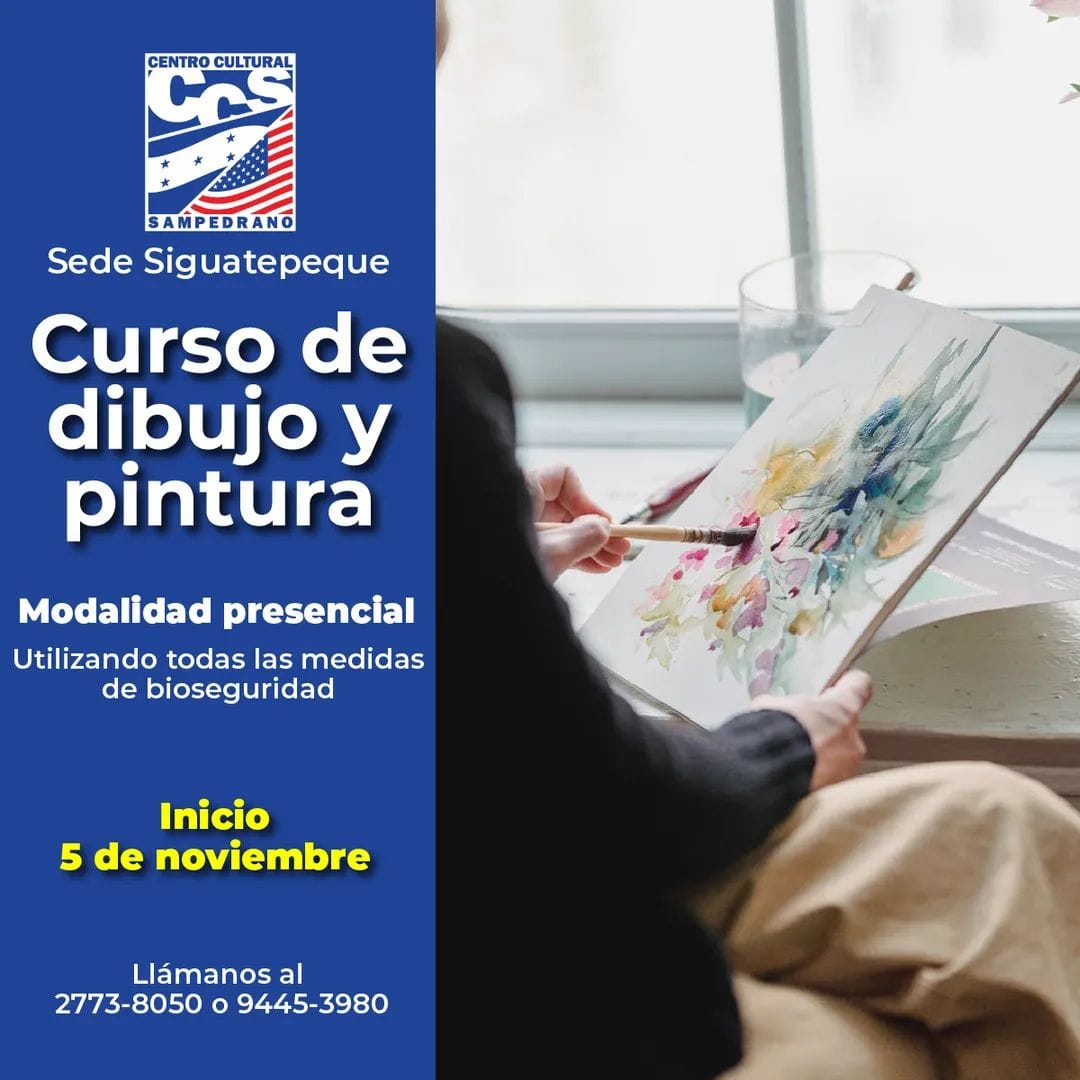 CENTRO CULTURAL
CCS
SAMPEDRANO
Sede Siguatepeque
Curso de
dibujo y
pintura
Modalidad presencial
Utilizando todas las medidas
de bioseguridad
Inicio
5 de noviembre
Llámanos al
2773-8050 o 9445-3980